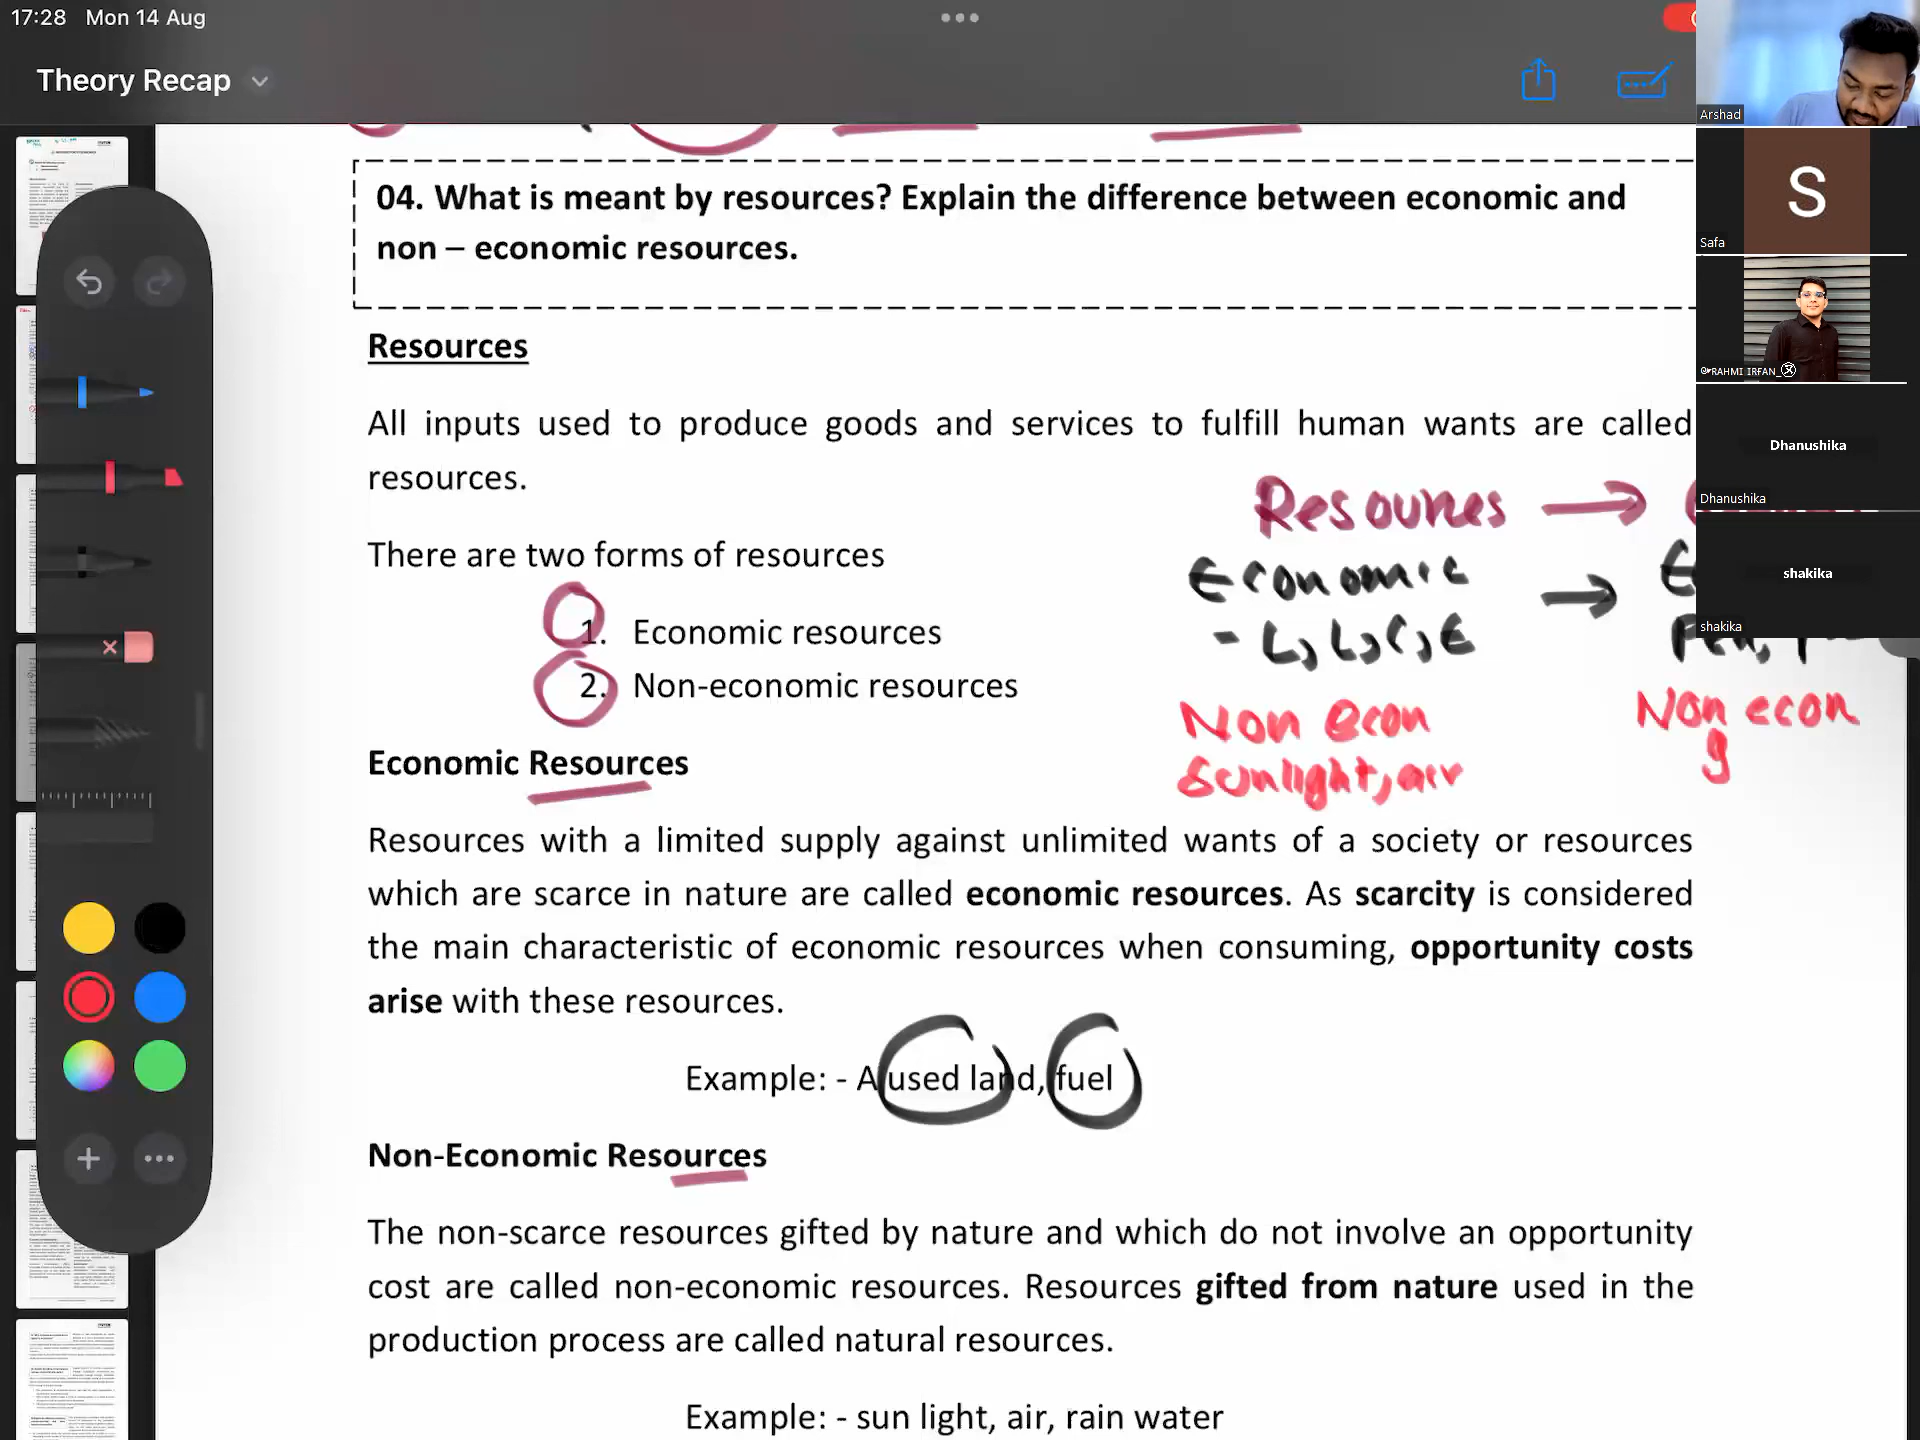 17:28 Mon 14 Aug
Theory Recap
04. What is meant by resources? Explain the difference between economic and
non – economic resources.
Resources
All inputs used to produce goods and services to fulfill human wants are called
resources.
There are two forms of resources
1. Economic resources
2. Non-economic resources
Resounes →
Economic →
- L, L, C, E
Non econ
sunlight, air
Non econ
g
Economic Resources
Resources with a limited supply against unlimited wants of a society or resources
which are scarce in nature are called economic resources. As scarcity is considered
the main characteristic of economic resources when consuming, opportunity costs
arise with these resources.
Example: - A used land, fuel
Non-Economic Resources
The non-scarce resources gifted by nature and which do not involve an opportunity
cost are called non-economic resources. Resources gifted from nature used in the
production process are called natural resources.
Example: - sun light, air, rain water
Arshad
S
Safa
RAHMI IRFAN_
Dhanushika
Dhanushika
shakika
shakika